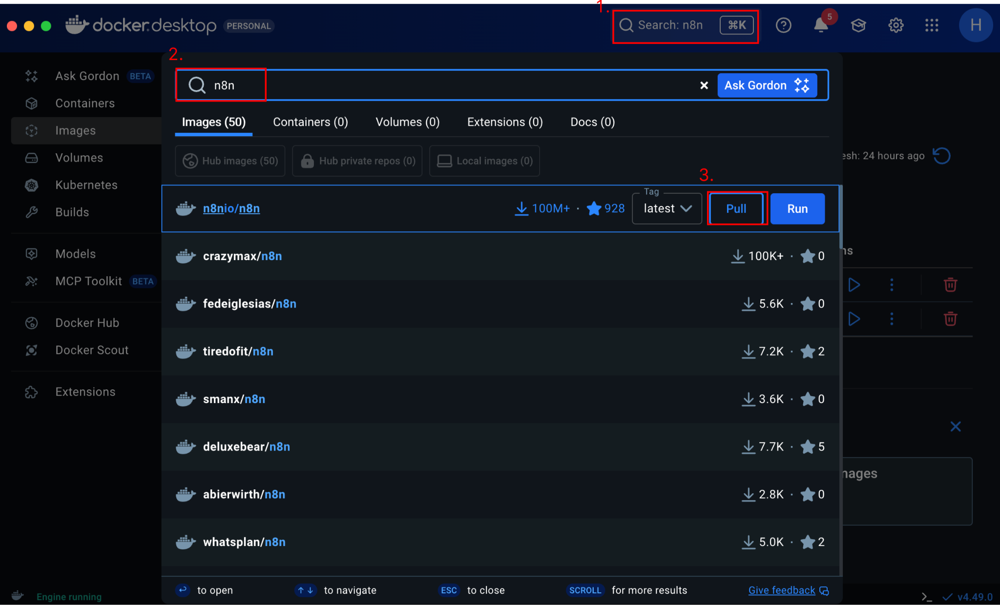 1.
docker.desktop PERSONAL
Search: n8n ⌘K
5
H
2.
Ask Gordon BETA
Containers
Images
Volumes
Kubernetes
Builds
Models
MCP Toolkit BETA
Docker Hub
Docker Scout
Extensions
n8n
Ask Gordon
Images (50) Containers (0) Volumes (0) Extensions (0) Docs (0)
Hub images (50) Hub private repos (0) Local images (0)
esh: 24 hours ago
3.
n8nio/n8n 100M+ · 928 Tag latest Pull Run
crazymax/n8n 100K+ · 0
ns
fedeiglesias/n8n 5.6K · 0
tiredofit/n8n 7.2K · 2
smanx/n8n 3.6K · 0
deluxebear/n8n 7.7K · 5
nages
abierwirth/n8n 2.8K · 0
whatsplan/n8n 5.0K · 2
↩ to open ↑ ↓ to navigate ESC to close SCROLL for more results Give feedback
Engine running
>_ ✓ v4.49.0